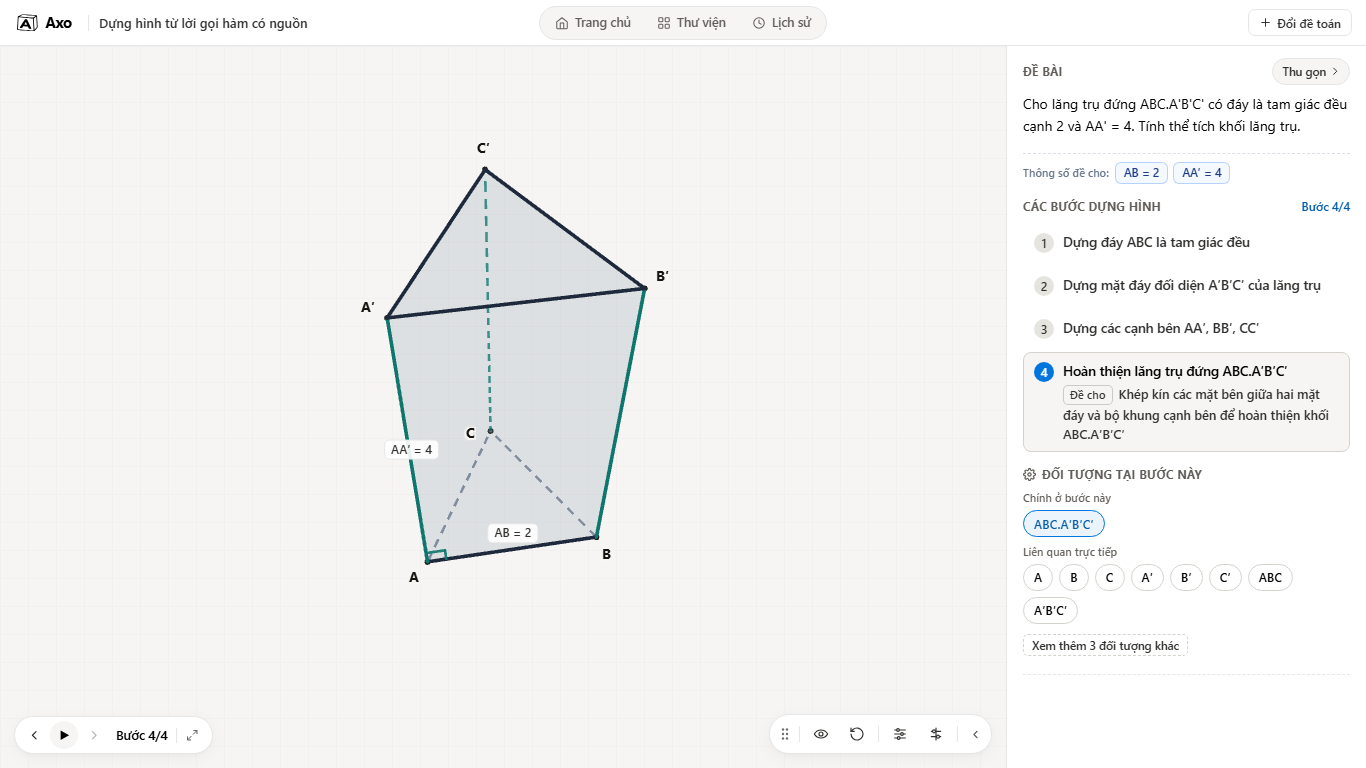 Axo
Dựng hình từ lời gọi hàm có nguồn
Trang chủ
Thư viện
Lịch sử
Đổi đề toán
C′
B′
A′
C
AA′ = 4
AB = 2
B
A
Bước 4/4
ĐỀ BÀI
Thu gọn
Cho lăng trụ đứng ABC.A'B'C' có đáy là tam giác đều
cạnh 2 và AA' = 4. Tính thể tích khối lăng trụ.
Thông số đề cho:
AB = 2
AA′ = 4
CÁC BƯỚC DỰNG HÌNH
Bước 4/4
1 Dựng đáy ABC là tam giác đều
2 Dựng mặt đáy đối diện A′B′C′ của lăng trụ
3 Dựng các cạnh bên AA′, BB′, CC′
4 Hoàn thiện lăng trụ đứng ABC.A′B′C′
Đề cho Khép kín các mặt bên giữa hai mặt
đáy và bộ khung cạnh bên để hoàn thiện khối
ABC.A′B′C′
ĐỐI TƯỢNG TẠI BƯỚC NÀY
Chính ở bước này
ABC.A′B′C′
Liên quan trực tiếp
A B C A′ B′ C′ ABC
A′B′C′
Xem thêm 3 đối tượng khác